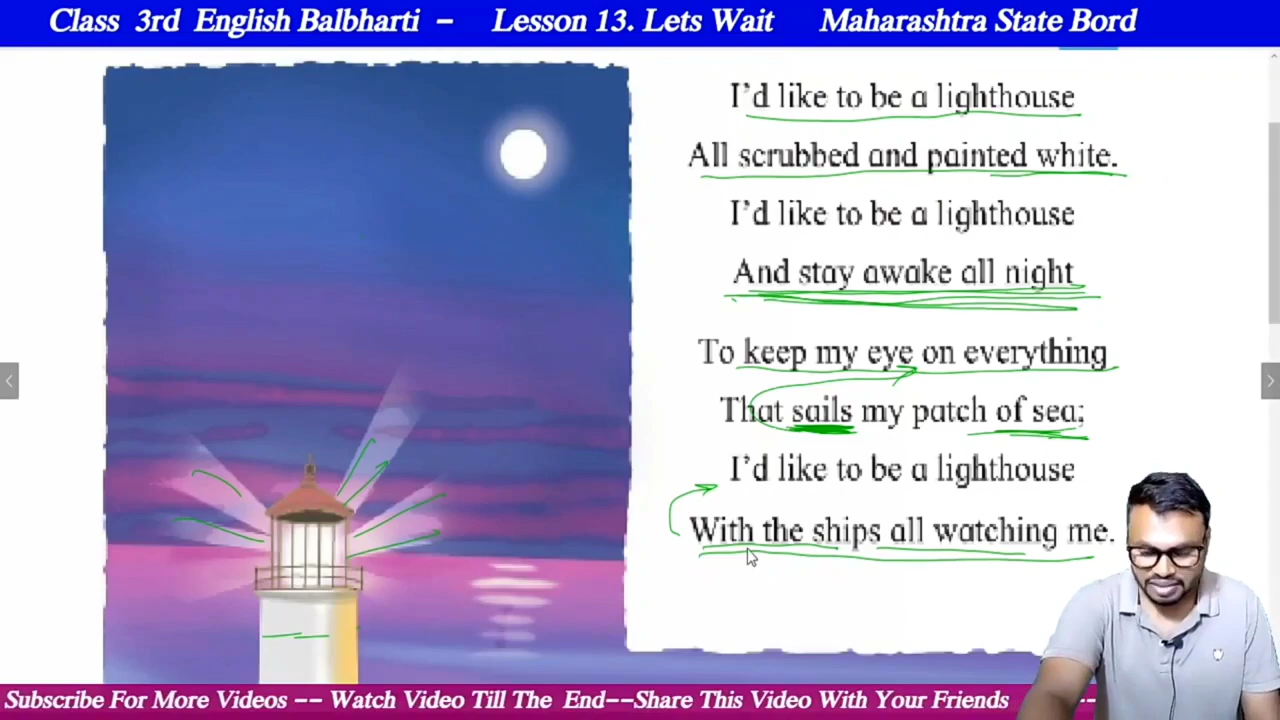 Class 3rd English Balbharti - Lesson 13. Lets Wait Maharashtra State Bord
I'd like to be a lighthouse
All scrubbed and painted white.
I'd like to be a lighthouse
And stay awake all night
To keep my eye on everything
That sails my patch of sea;
I'd like to be a lighthouse
With the ships all watching me.
Subscribe For More Videos -- Watch Video Till The End--Share This Video With Your Friends